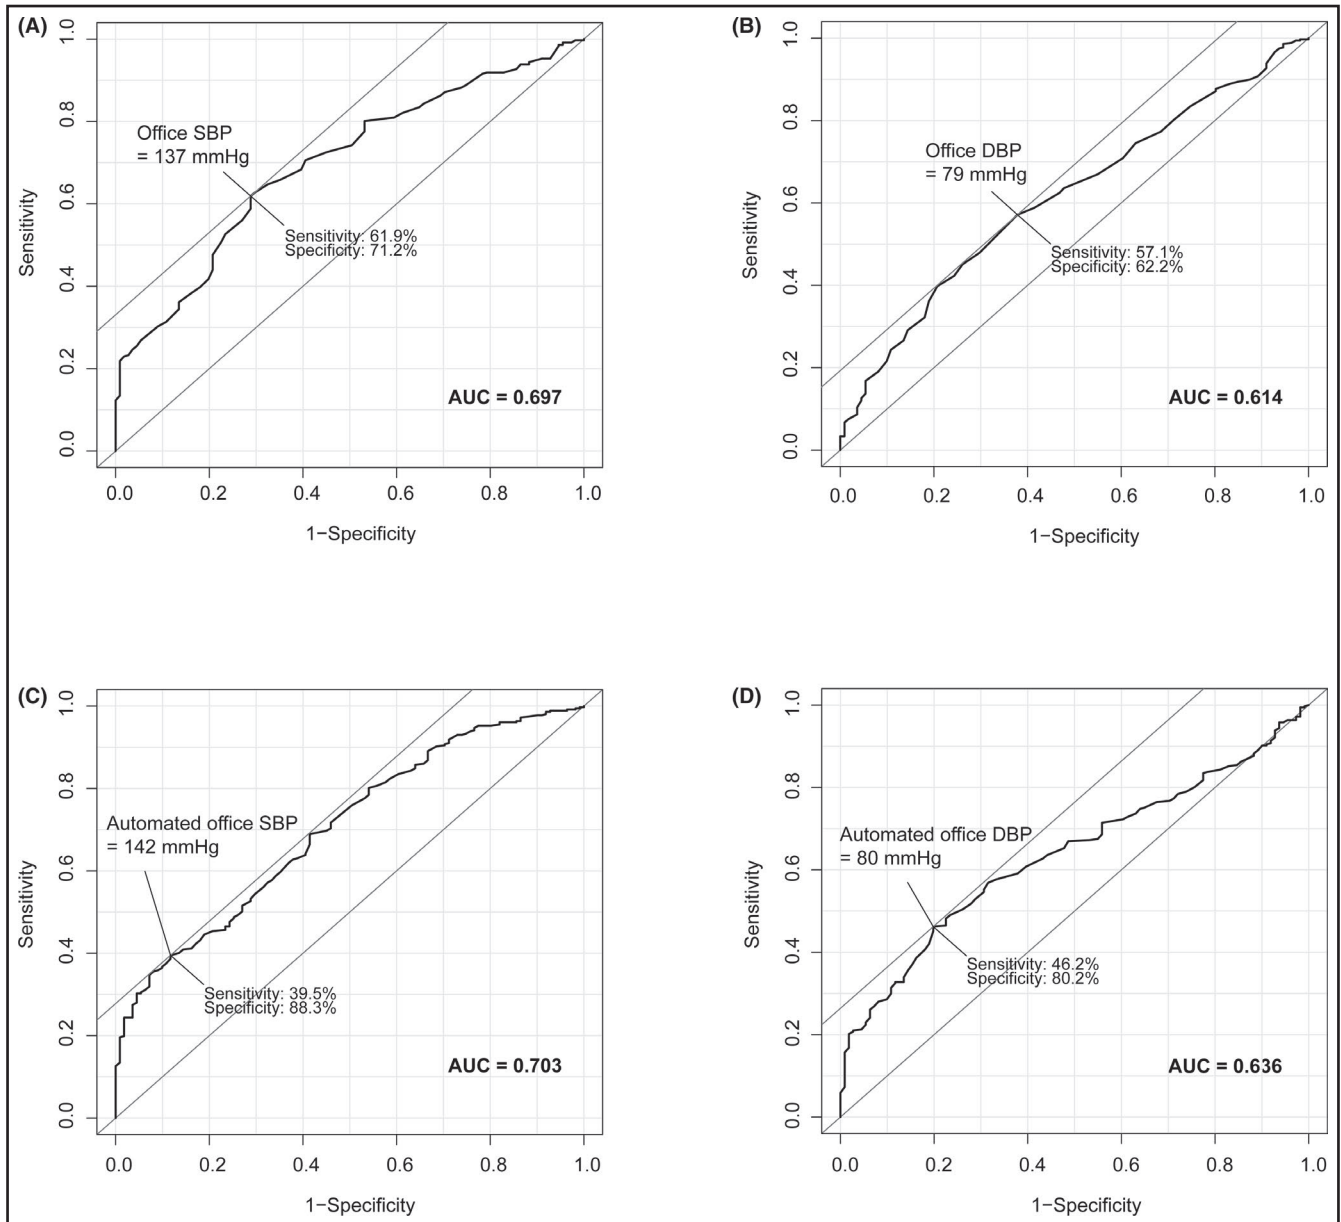 (A)
1.0
0.8
0.6
0.4
0.2
0.0
Sensitivity
Office SBP
= 137 mmHg
Sensitivity: 61.9%
Specificity: 71.2%
AUC = 0.697
0.0 0.2 0.4 0.6 0.8 1.0
1−Specificity
(B)
1.0
0.8
0.6
0.4
0.2
0.0
Sensitivity
Office DBP
= 79 mmHg
Sensitivity: 57.1%
Specificity: 62.2%
AUC = 0.614
0.0 0.2 0.4 0.6 0.8 1.0
1−Specificity
(C)
1.0
0.8
0.6
0.4
0.2
0.0
Sensitivity
Automated office SBP
= 142 mmHg
Sensitivity: 39.5%
Specificity: 88.3%
AUC = 0.703
0.0 0.2 0.4 0.6 0.8 1.0
1−Specificity
(D)
1.0
0.8
0.6
0.4
0.2
0.0
Sensitivity
Automated office DBP
= 80 mmHg
Sensitivity: 46.2%
Specificity: 80.2%
AUC = 0.636
0.0 0.2 0.4 0.6 0.8 1.0
1−Specificity